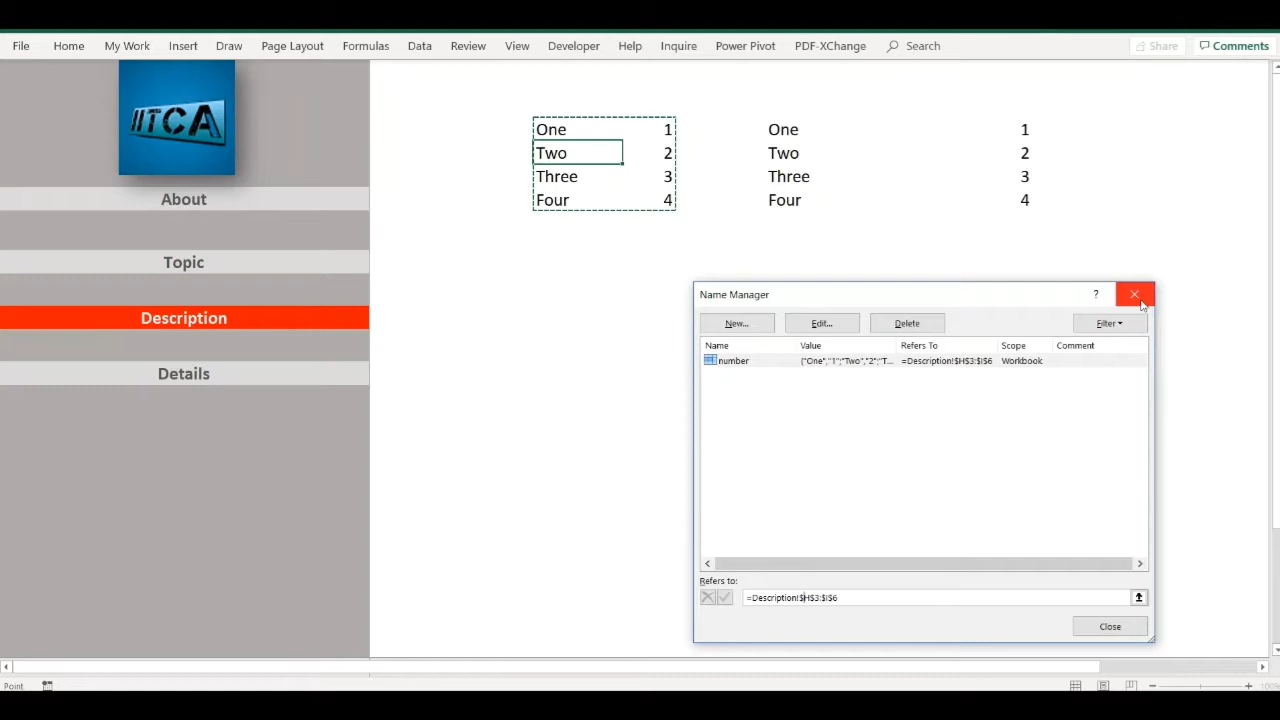 File Home My Work Insert Draw Page Layout Formulas Data Review View Developer Help Inquire Power Pivot PDF-XChange Search Share Comments
IITCA
About
Topic
Description
Details
One 1 One 1
Two 2 Two 2
Three 3 Three 3
Four 4 Four 4
Name Manager ?
New... Edit... Delete Filter
Name Value Refers To Scope Comment
number {"One","1";"Two","2";"T... =Description!$H$3:$I$6 Workbook
Refers to:
=Description!$H$3:$I$6
Close
Point 100%